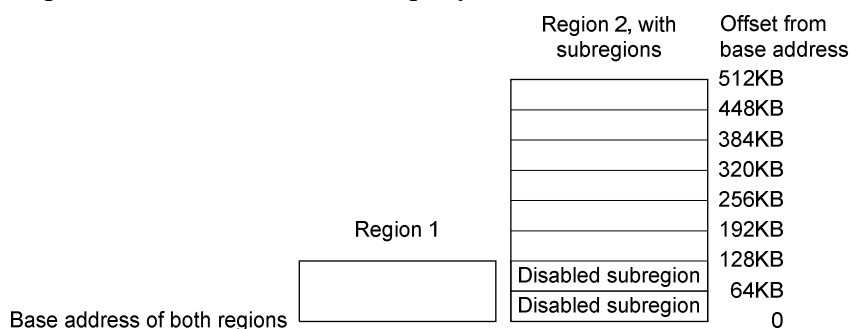 Region 2, with
subregions
Offset from
base address
512KB
448KB
384KB
320KB
256KB
192KB
Region 1
128KB
Disabled subregion
64KB
Disabled subregion
Base address of both regions
0